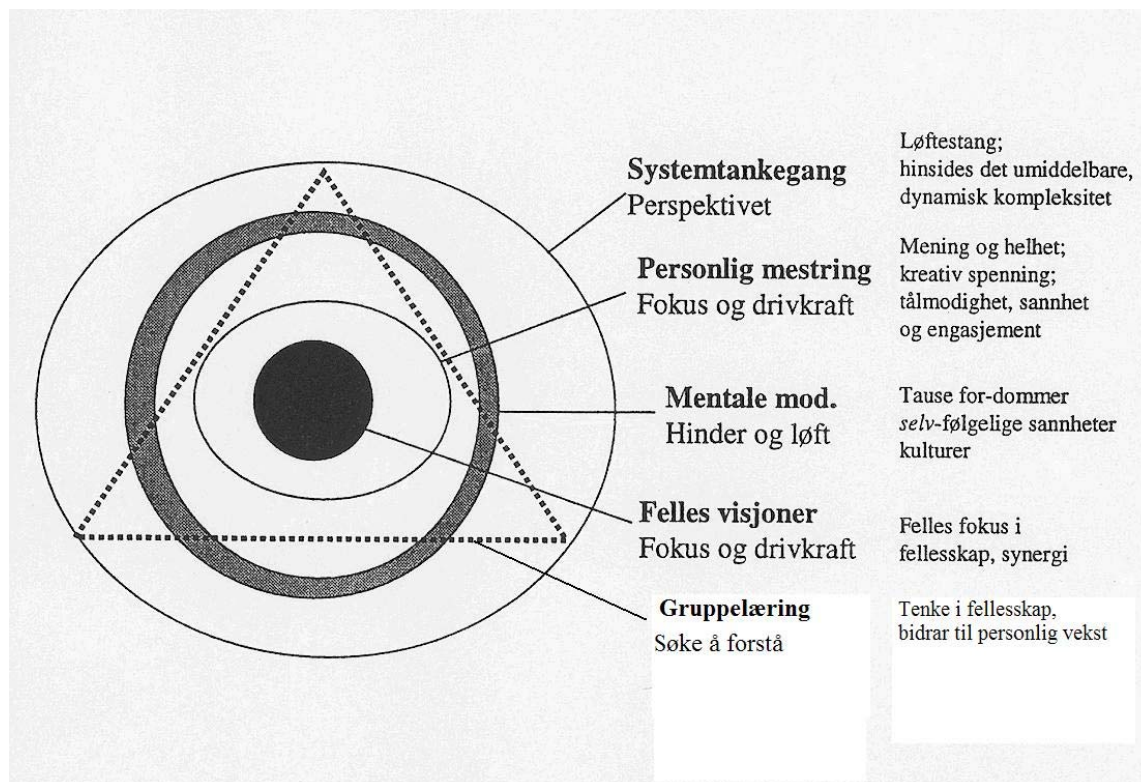 Systemtankegang
Perspektivet
Løftestang;
hinsides det umiddelbare,
dynamisk kompleksitet
Personlig mestring
Fokus og drivkraft
Mening og helhet;
kreativ spenning;
tålmodighet, sannhet
og engasjement
Mentale mod.
Hinder og løft
Tause for-dommer
selv-følgelige sannheter
kulturer
Felles visjoner
Fokus og drivkraft
Felles fokus i
fellesskap, synergi
Gruppelæring
Søke å forstå
Tenke i fellesskap,
bidrar til personlig vekst